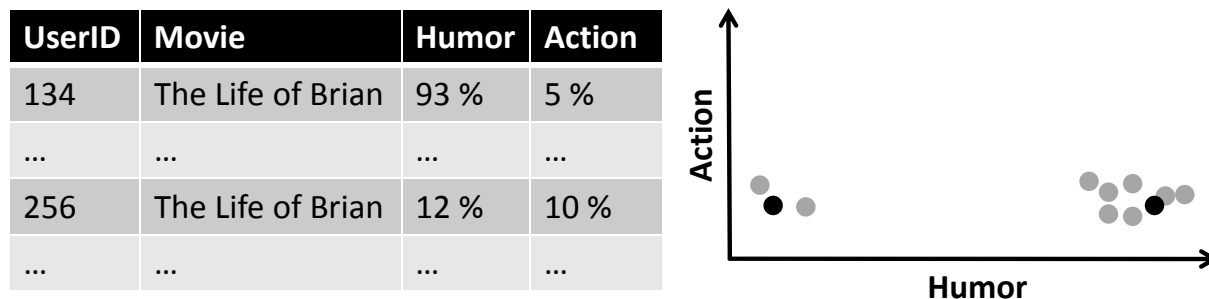 UserID Movie Humor Action
134 The Life of Brian 93 % 5 %
... ... ... ...
256 The Life of Brian 12 % 10 %
... ... ... ...
Action
Humor